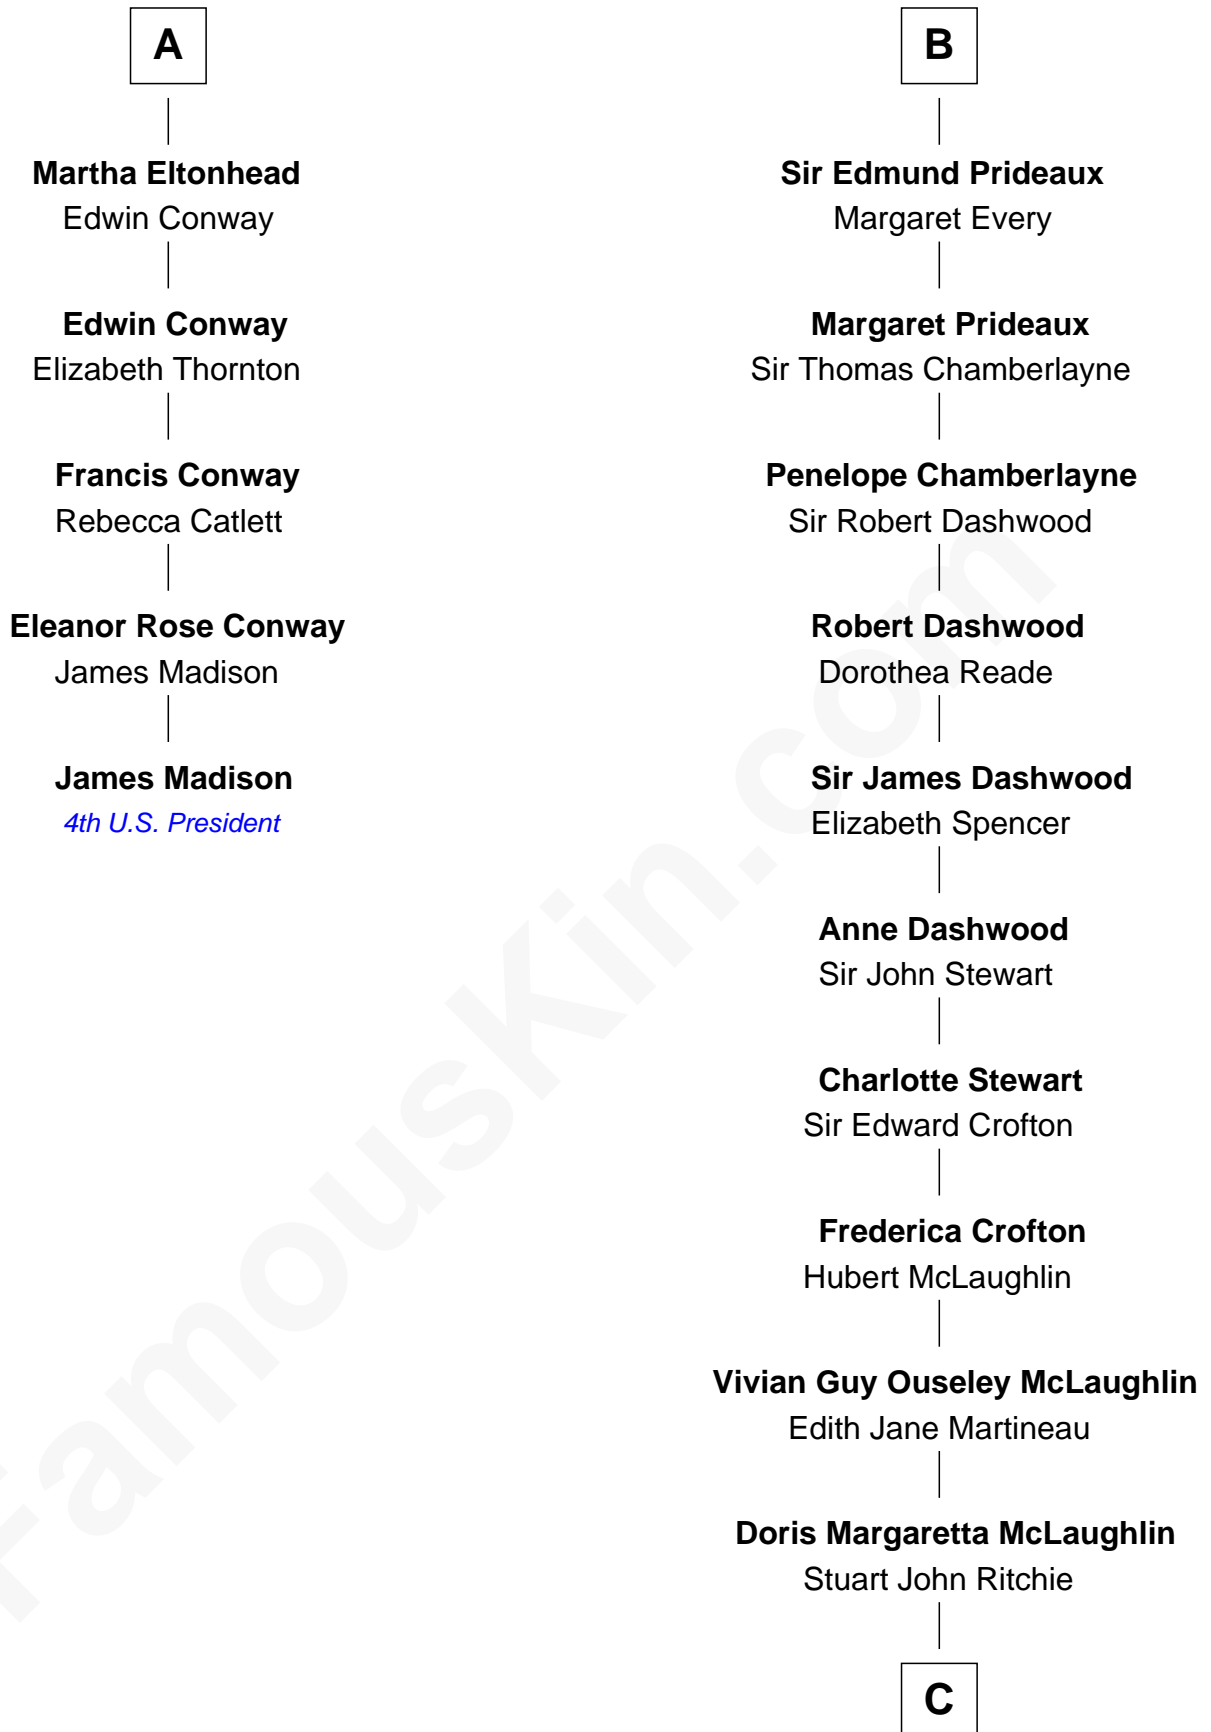 A
Martha Eltonhead
Edwin Conway
Edwin Conway
Elizabeth Thornton
Francis Conway
Rebecca Catlett
Eleanor Rose Conway
James Madison
James Madison
4th U.S. President
B
Sir Edmund Prideaux
Margaret Every
Margaret Prideaux
Sir Thomas Chamberlayne
Penelope Chamberlayne
Sir Robert Dashwood
Robert Dashwood
Dorothea Reade
Sir James Dashwood
Elizabeth Spencer
Anne Dashwood
Sir John Stewart
Charlotte Stewart
Sir Edward Crofton
Frederica Crofton
Hubert McLaughlin
Vivian Guy Ouseley McLaughlin
Edith Jane Martineau
Doris Margaretta McLaughlin
Stuart John Ritchie
C
FamousKin.com